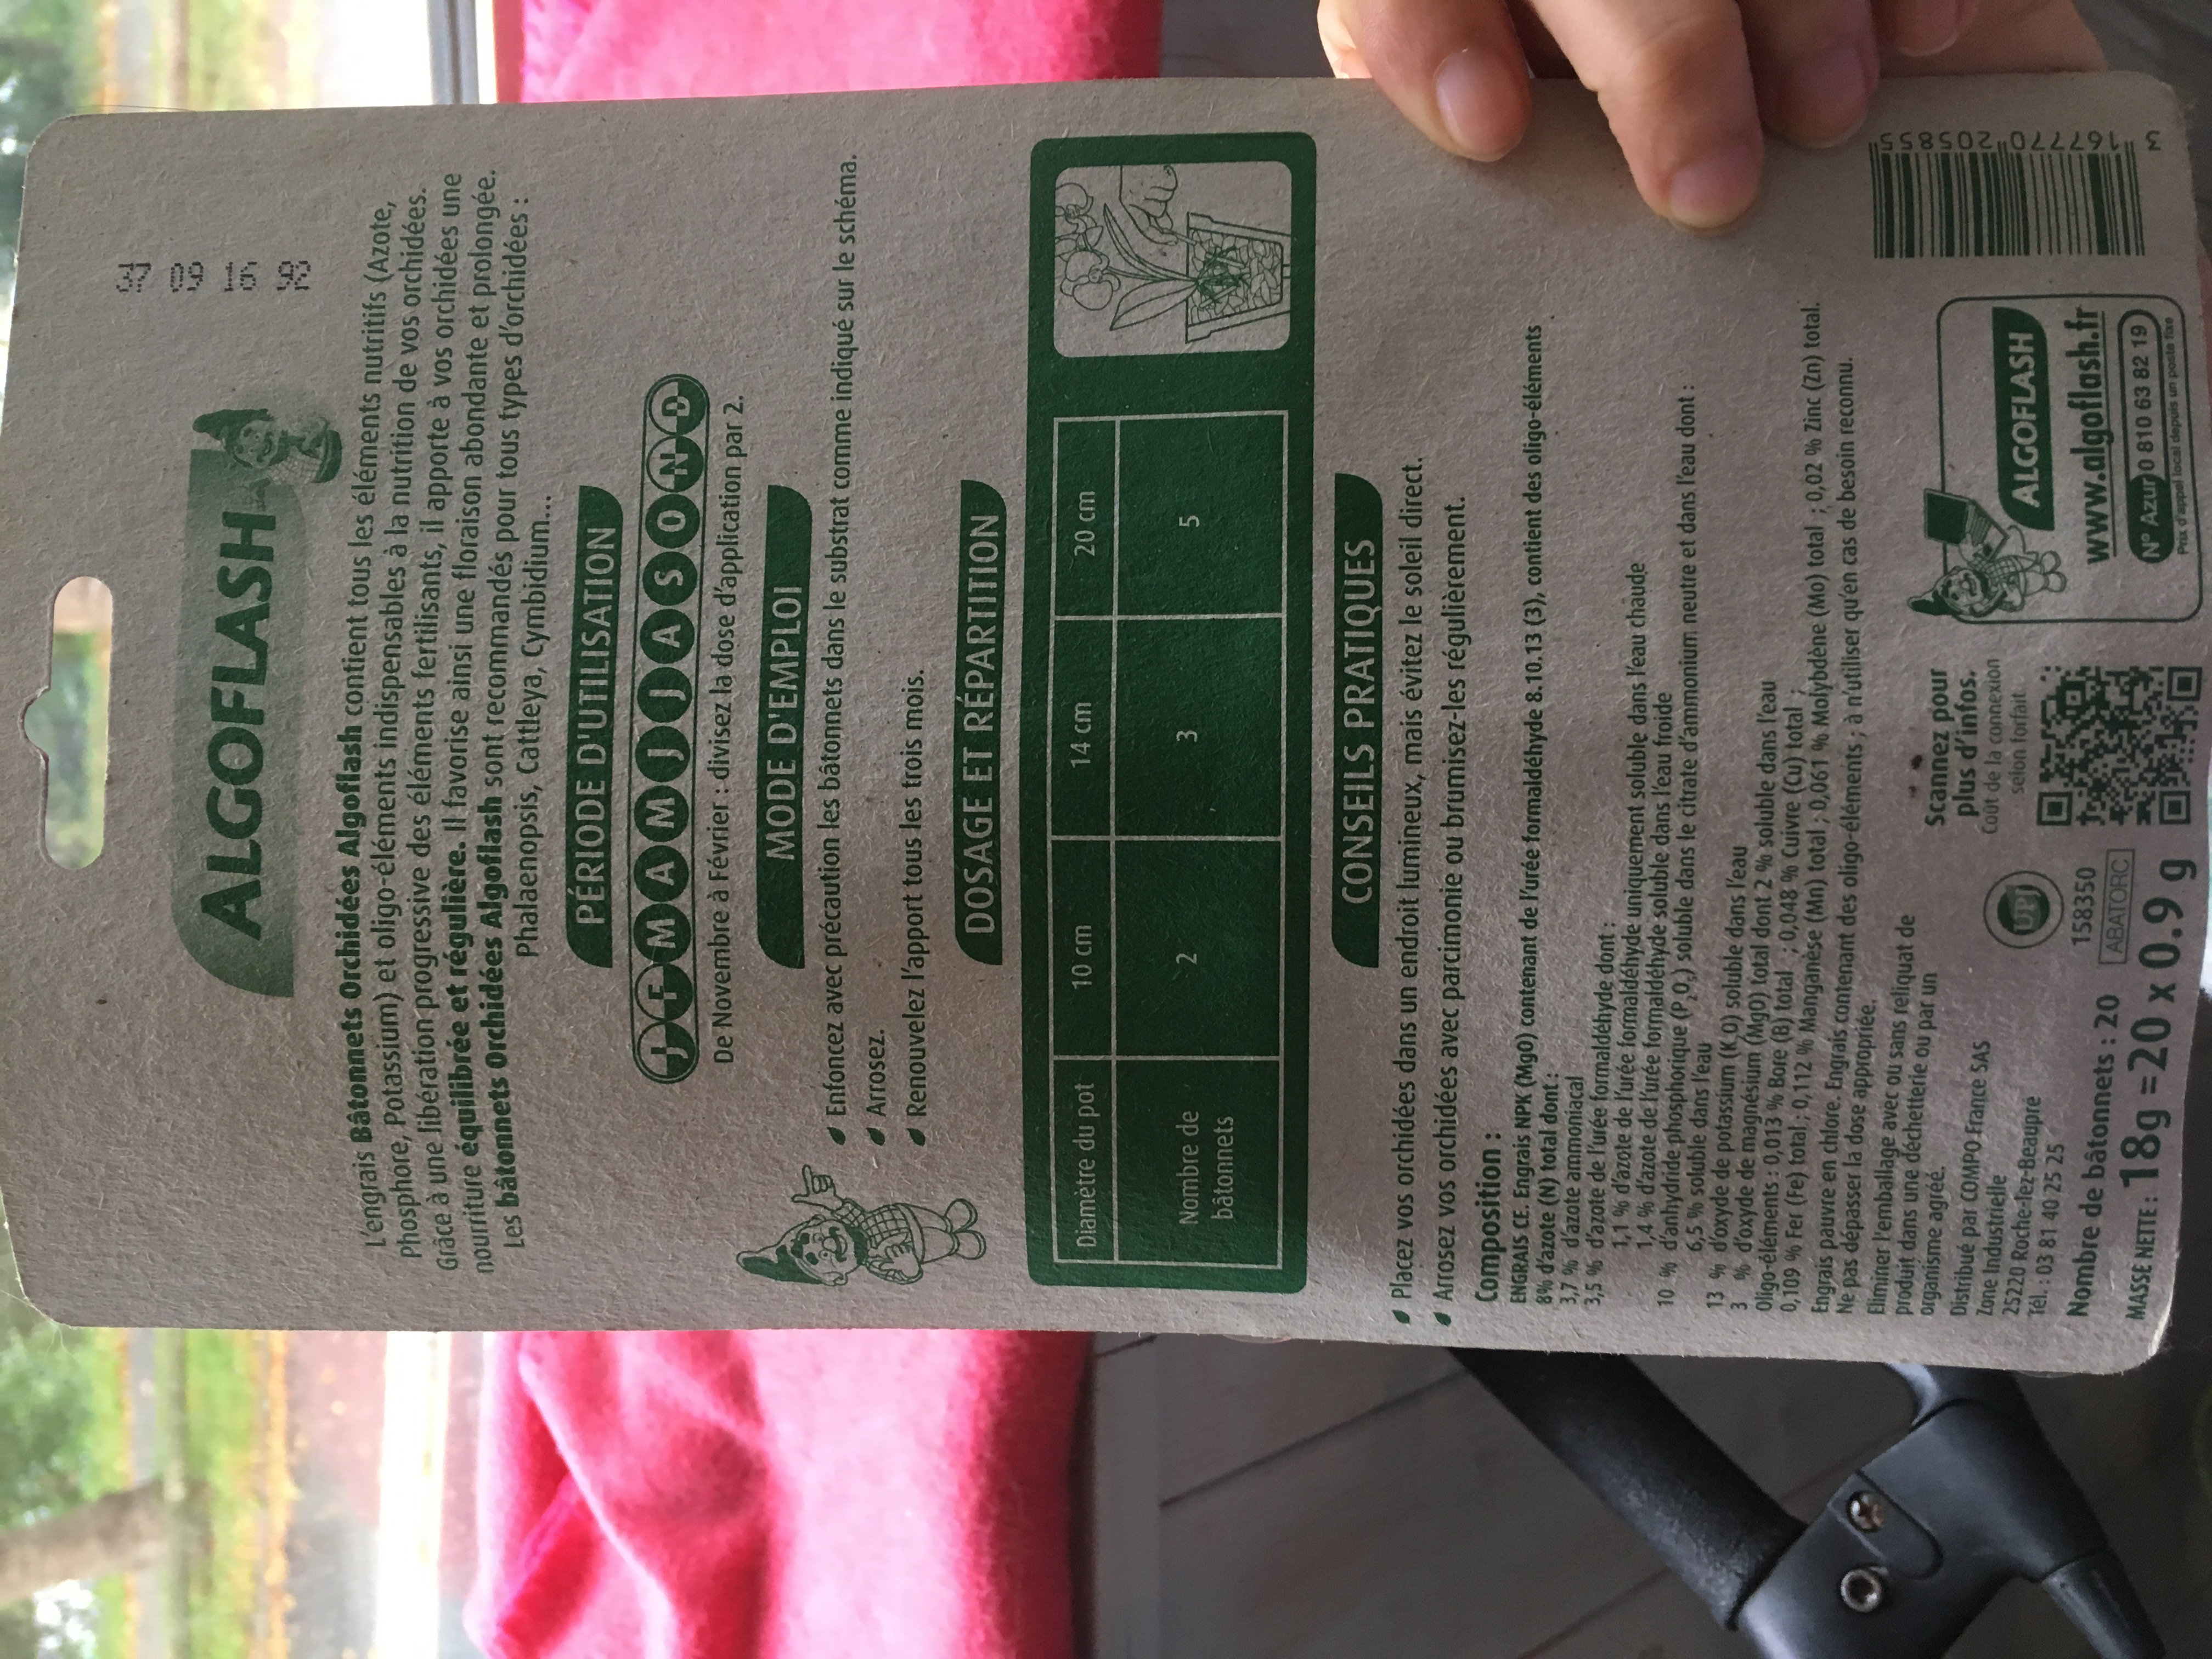 37 09 16 92
ALGOFLASH
L'engrais Bâtonnets Orchidées Algoflash contient tous les éléments nutritifs (Azote,
Phosphore, Potassium) et oligo-éléments indispensables à la nutrition de vos orchidées.
Grâce à une libération progressive des éléments fertilisants, il apporte à vos orchidées une
nourriture équilibrée et régulière. Il favorise ainsi une floraison abondante et prolongée.
Les bâtonnets Orchidées Algoflash sont recommandés pour tous types d'orchidées :
Phalaenopsis, Cattleya, Cymbidium...
PÉRIODE D'UTILISATION
J F M A M J J A S O N D
De Novembre à Février : divisez la dose d'application par 2.
MODE D'EMPLOI
Enfoncez avec précaution les bâtonnets dans le substrat comme indiqué sur le schéma.
Arrosez.
Renouvelez l'apport tous les trois mois.
DOSAGE ET RÉPARTITION
Diamètre du pot 10 cm 14 cm 20 cm
Nombre de
bâtonnets 2 3 5
CONSEILS PRATIQUES
Placez vos orchidées dans un endroit lumineux, mais évitez le soleil direct.
Arrosez vos orchidées avec parcimonie ou brumisez-les régulièrement.
Composition :
ENGRAIS CE. Engrais NPK (MgO) contenant de l'urée formaldéhyde 8.10.13 (3), contient des oligo-éléments
8% d'azote (N) total dont :
3,7 % d'azote ammoniacal
3,5 % d'azote de l'urée formaldéhyde dont :
1,1 % d'azote de l'urée formaldéhyde uniquement soluble dans l'eau chaude
1,4 % d'azote de l'urée formaldéhyde soluble dans l'eau froide
10 % d'anhydride phosphorique (P2O5) soluble dans le citrate d'ammonium neutre et dans l'eau dont :
6,5 % soluble dans l'eau
13 % d'oxyde de potassium (K2O) soluble dans l'eau
3 % d'oxyde de magnésium (MgO) total dont 2 % soluble dans l'eau
Oligo-éléments : 0,013 % Bore (B) total ; 0,048 % Cuivre (Cu) total ;
0,109 % Fer (Fe) total ; 0,112 % Manganèse (Mn) total ; 0,061 % Molybdène (Mo) total ; 0,02 % Zinc (Zn) total.
Engrais pauvre en chlore. Engrais contenant des oligo-éléments ; à n'utiliser qu'en cas de besoin reconnu.
Ne pas dépasser la dose appropriée.
Eliminer l'emballage avec ou sans reliquat de
produit dans une déchetterie ou par un
organisme agréé.
Distribué par COMPO France SAS
Zone Industrielle
25220 Roche-lez-Beaupre
Tél. : 03 81 40 25 25
Nombre de bâtonnets : 20
MASSE NETTE : 18g = 20 x 0.9 g
UPJ
158350
ABATORC
Scannez pour
plus d'infos.
Coût de la connexion
selon forfait
ALGOFLASH
www.algoflash.fr
N° Azur 0 810 63 82 19
Prix d'appel local depuis un poste fixe
3 167770 205855